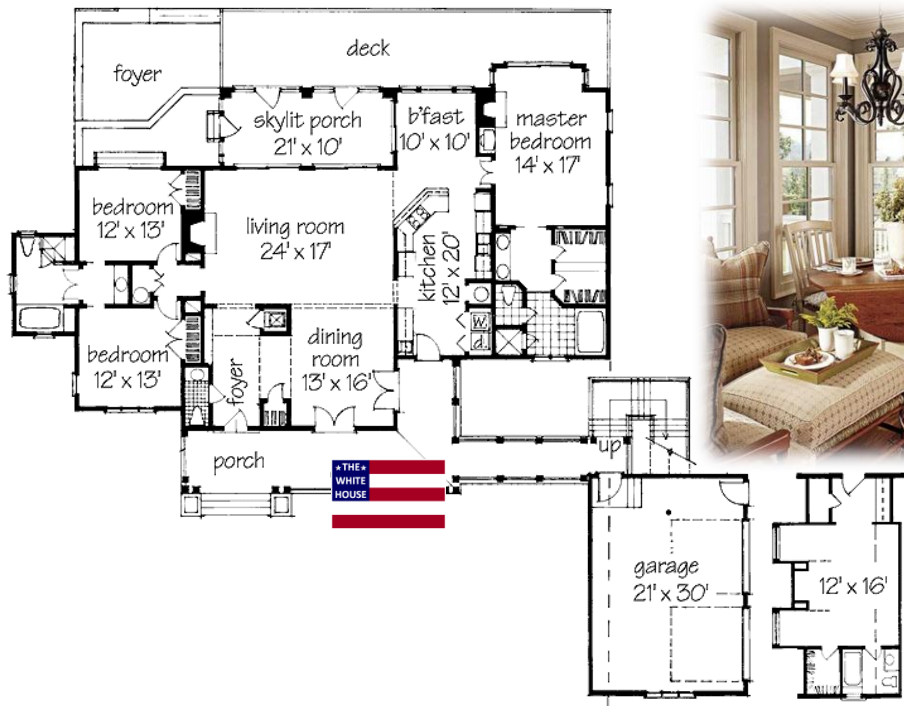 deck
foyer
skylit porch
21' x 10'
b'fast
10' x 10'
master
bedroom
14' x 17'
bedroom
12' x 13'
living room
24' x 17'
kitchen
12' x 20'
bedroom
12' x 13'
foyer
dining
room
13' x 16'
w.
d.
porch
★THE★
WHITE
HOUSE
up
garage
21' x 30'
12' x 16'